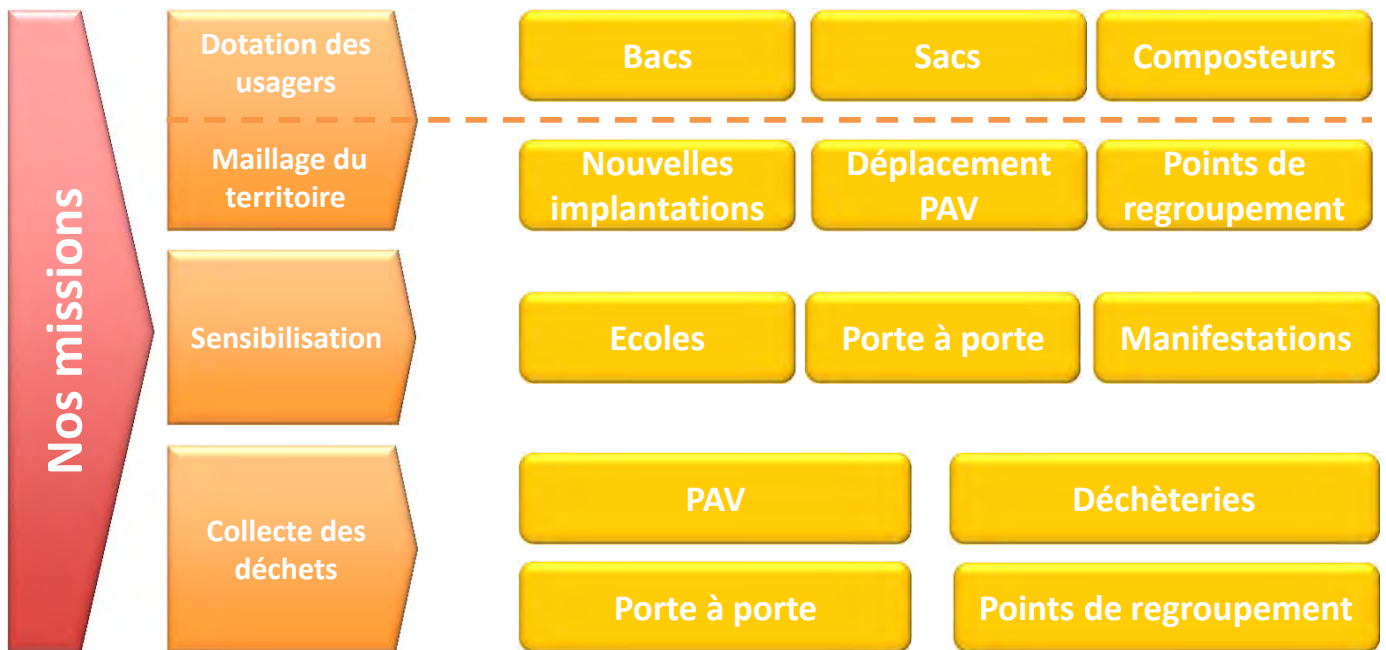 Nos missions
Dotation des
usagers
Bacs
Sacs
Composteurs
Maillage du
territoire
Nouvelles
implantations
Déplacement
PAV
Points de
regroupement
Sensibilisation
Ecoles
Porte à porte
Manifestations
Collecte des
déchets
PAV
Déchèteries
Porte à porte
Points de regroupement